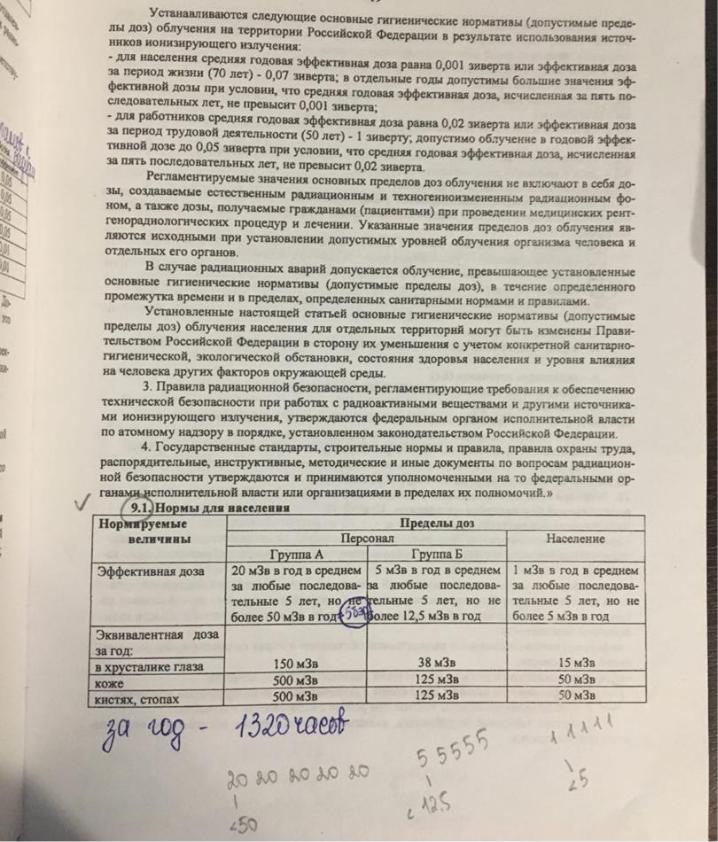 Устанавливаются следующие основные гигиенические нормативы (допустимые преде-
лы доз) облучения на территории Российской Федерации в результате использования источ-
ников ионизирующего излучения:
- для населения средняя годовая эффективная доза равна 0,001 зиверта или эффективная доза
за период жизни (70 лет) - 0,07 зиверта; в отдельные годы допустимы большие значения эф-
фективной дозы при условии, что средняя годовая эффективная доза, исчисленная за пять по-
следовательных лет, не превысит 0,001 зиверта;
- для работников средняя годовая эффективная доза равна 0,02 зиверта или эффективная доза
за период трудовой деятельности (50 лет) - 1 зиверту; допустимо облучение в годовой эффек-
тивной дозе до 0,05 зиверта при условии, что средняя годовая эффективная доза, исчисленная
за пять последовательных лет, не превысит 0,02 зиверта.
Регламентируемые значения основных пределов доз облучения не включают в себя до-
зы, создаваемые естественным радиационным и техногенноизмененным радиационным фо-
ном, а также дозы, получаемые гражданами (пациентами) при проведении медицинских рент-
генорадиологических процедур и лечении. Указанные значения пределов доз облучения яв-
ляются исходными при установлении допустимых уровней облучения организма человека и
отдельных его органов.
В случае радиационных аварий допускается облучение, превышающее установленные
основные гигиенические нормативы (допустимые пределы доз), в течение определенного
промежутка времени и в пределах, определенных санитарными нормами и правилами.
Установленные настоящей статьей основные гигиенические нормативы (допустимые
пределы доз) облучения населения для отдельных территорий могут быть изменены Прави-
тельством Российской Федерации в сторону их уменьшения с учетом конкретной санитарно-
гигиенической, экологической обстановки, состояния здоровья населения и уровня влияния
на человека других факторов окружающей среды.
3. Правила радиационной безопасности, регламентирующие требования к обеспечению
технической безопасности при работах с радиоактивными веществами и другими источника-
ми ионизирующего излучения, утверждаются федеральным органом исполнительной власти
по атомному надзору в порядке, установленном законодательством Российской Федерации.
4. Государственные стандарты, строительные нормы и правила, правила охраны труда,
распорядительные, инструктивные, методические и иные документы по вопросам радиацион-
ной безопасности утверждаются и принимаются уполномоченными на то федеральными ор-
ганами исполнительной власти или организациями в пределах их полномочий.»
9.1. Нормы для населения
Нормируемые величины Пределы доз
Персонал Население
Группа А Группа Б
Эффективная доза 20 мЗв в год в среднем 5 мЗв в год в среднем 1 мЗв в год в среднем
за любые последова- за любые последова- за любые последова-
тельные 5 лет, но не тельные 5 лет, но не тельные 5 лет, но не
более 50 мЗв в год более 12,5 мЗв в год более 5 мЗв в год
Эквивалентная доза
за год:
в хрусталике глаза 150 мЗв 38 мЗв 15 мЗв
коже 500 мЗв 125 мЗв 50 мЗв
кистях, стопах 500 мЗв 125 мЗв 50 мЗв
за год - 1320 часов
20 20 20 20 20 5 5 5 5 5 1 1 1 1 1
<50 < 12.5 <5